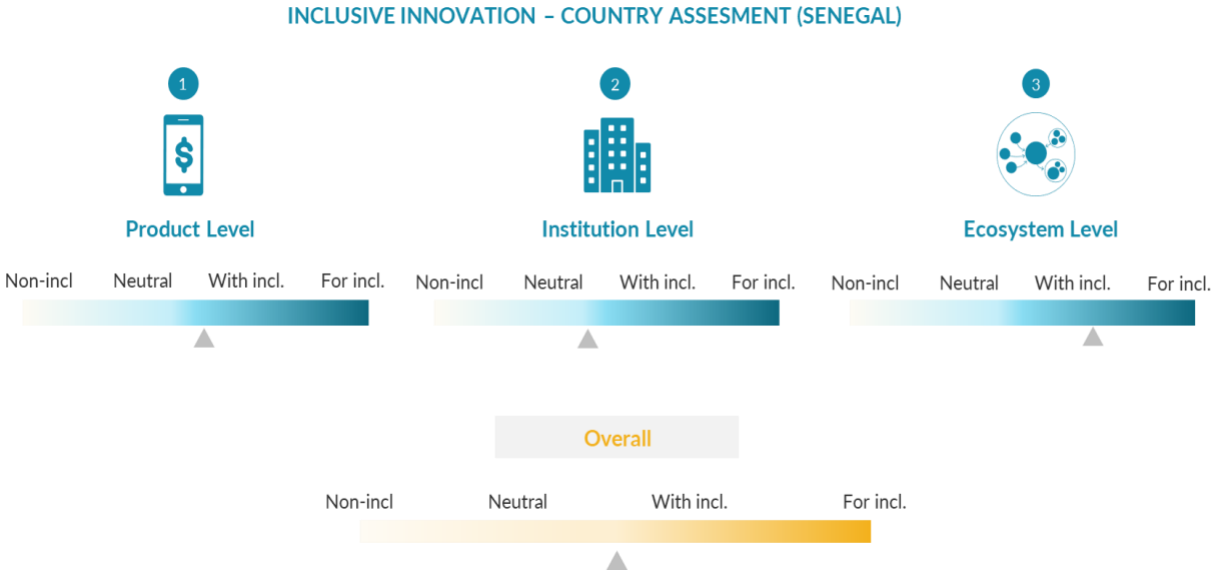 INCLUSIVE INNOVATION – COUNTRY ASSESMENT (SENEGAL)
1
2
3
$
Product Level
Institution Level
Ecosystem Level
Non-incl Neutral With incl. For incl.
Non-incl Neutral With incl. For incl.
Non-incl Neutral With incl. For incl.
Overall
Non-incl Neutral With incl. For incl.